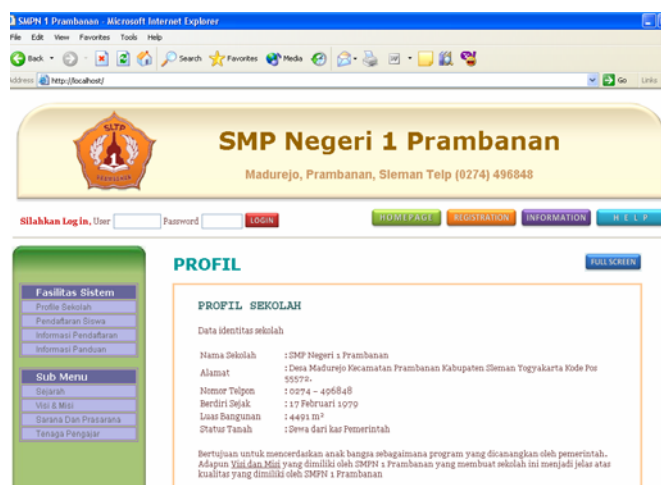 SMPN 1 Prambanan - Microsoft Internet Explorer
File Edit View Favorites Tools Help
Back Search Favorites Media
Address http://localhost/ Go Links
SLTP
1
SMP Negeri 1 Prambanan
Madurejo, Prambanan, Sleman Telp (0274) 496848
Silahkan Log in, User Password LOGIN HOMEPAGE REGISTRATION INFORMATION H E L P
PROFIL FULL SCREEN
Fasilitas Sistem
Profile Sekolah
Pendaftaran Siswa
Informasi Pendaftaran
Informasi Panduan
Sub Menu
Sejarah
Visi & Misi
Sarana Dan Prasarana
Tenaga Pengajar
PROFIL SEKOLAH
Data identitas sekolah
Nama Sekolah : SMP Negeri 1 Prambanan
Alamat : Desa Madurejo Kecamatan Prambanan Kabupaten Sleman Yogyakarta Kode Pos
55572.
Nomor Telpon : 0274 – 496848
Berdiri Sejak : 17 Februari 1979
Luas Bangunan : 4491 m²
Status Tanah : Sewa dari kas Pemerintah
Bertujuan untuk mencerdaskan anak bangsa sebagaimana program yang dicanangkan oleh pemerintah.
Adapun Visi dan Misi yang dimiliki oleh SMPN 1 Prambanan yang membuat sekolah ini menjadi jelas atas
kualitas yang dimiliki oleh SMPN 1 Prambanan